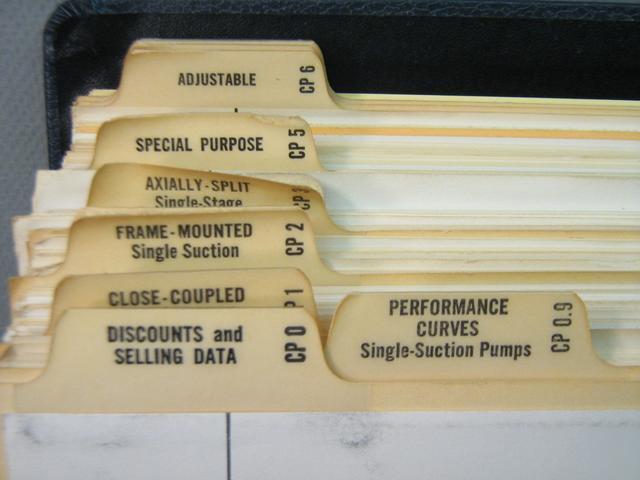 ADJUSTABLE
CP 6
SPECIAL PURPOSE
CP 5
AXIALLY-SPLIT
Single-Stage
FRAME-MOUNTED
Single Suction
CP 2
CLOSE-COUPLED
P 1
DISCOUNTS and
SELLING DATA
CP 0
PERFORMANCE
CURVES
Single-Suction Pumps
CP 0.9